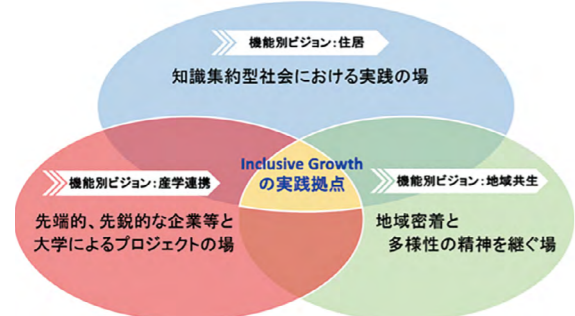 機能別ビジョン：住居
知識集約型社会における実践の場
Inclusive Growth
の実践拠点
機能別ビジョン：産学連携
先端的、先鋭的な企業等と
大学によるプロジェクトの場
機能別ビジョン：地域共生
地域密着と
多様性の精神を継ぐ場